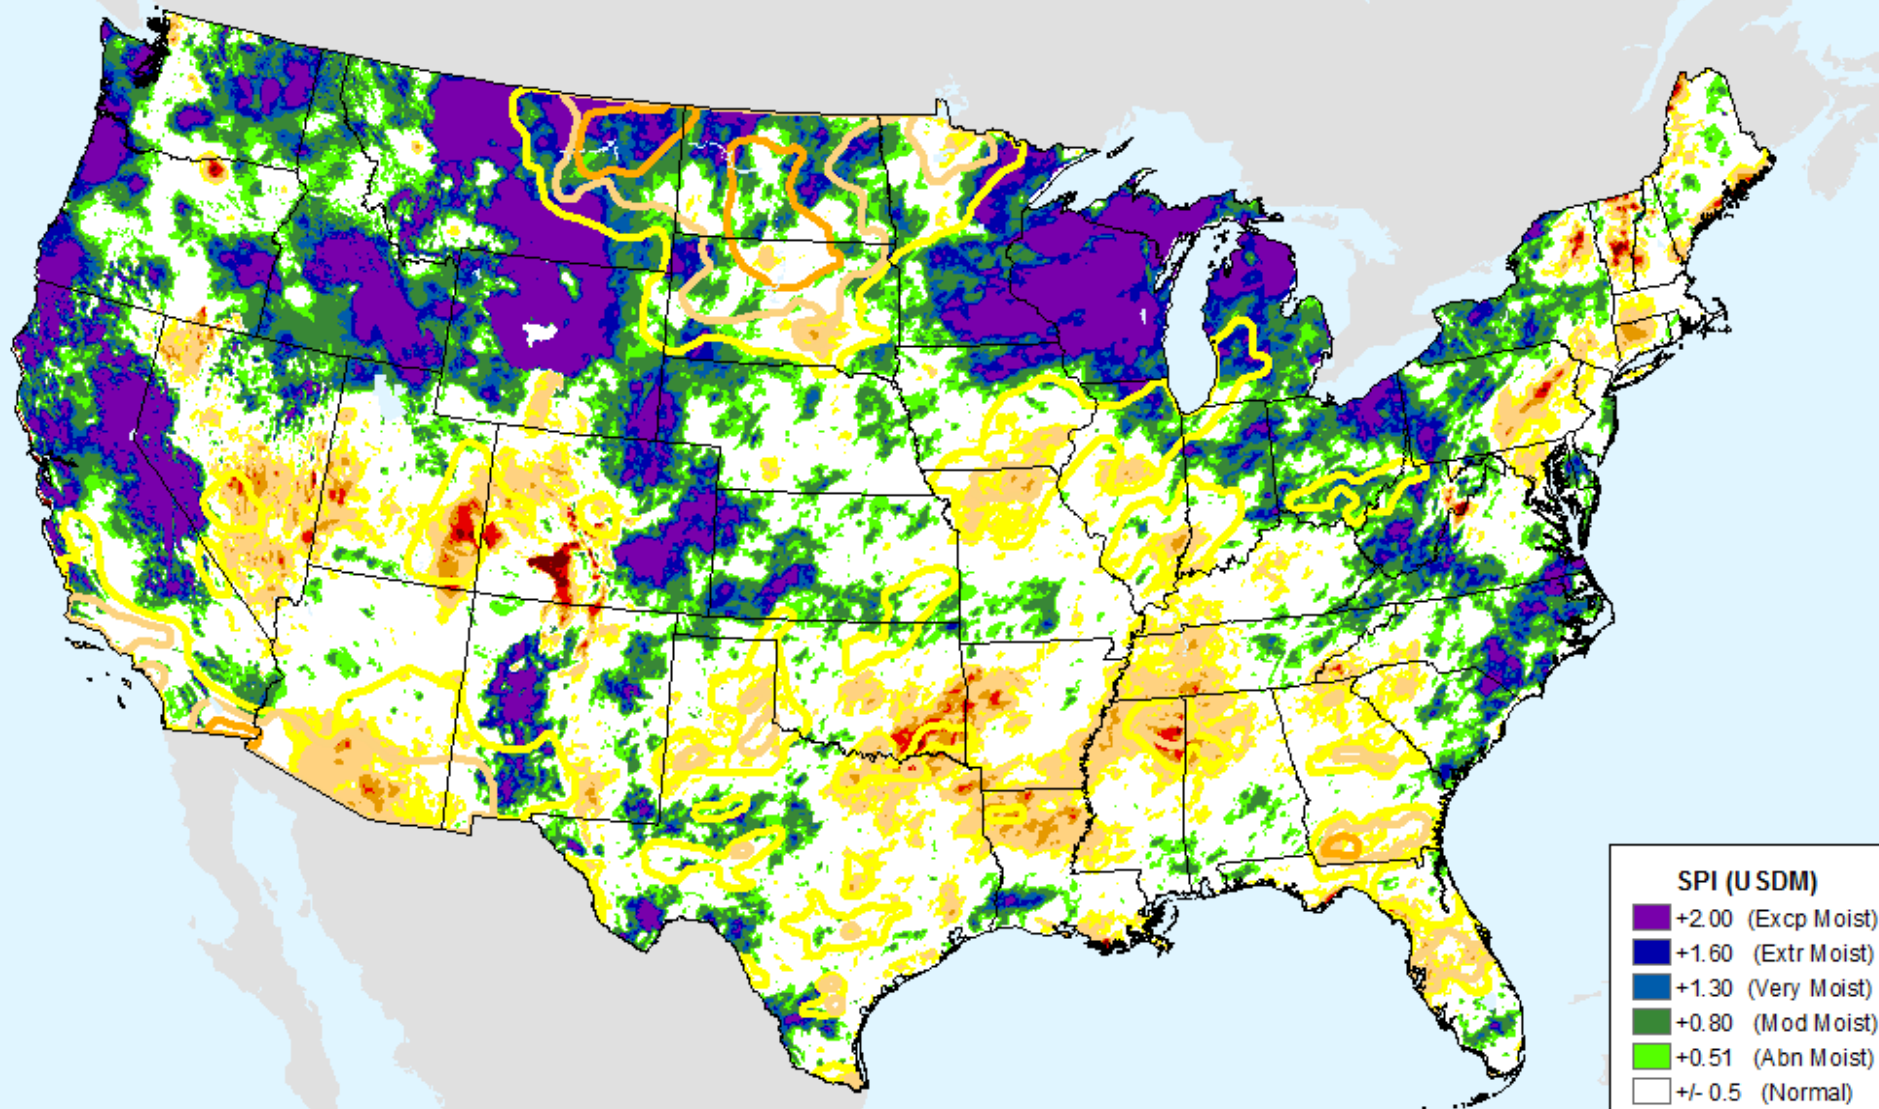 SPI (USDM)
+2.00 (Excp Moist)
+1.60 (Extr Moist)
+1.30 (Very Moist)
+0.80 (Mod Moist)
+0.51 (Abn Moist)
+/- 0.5 (Normal)